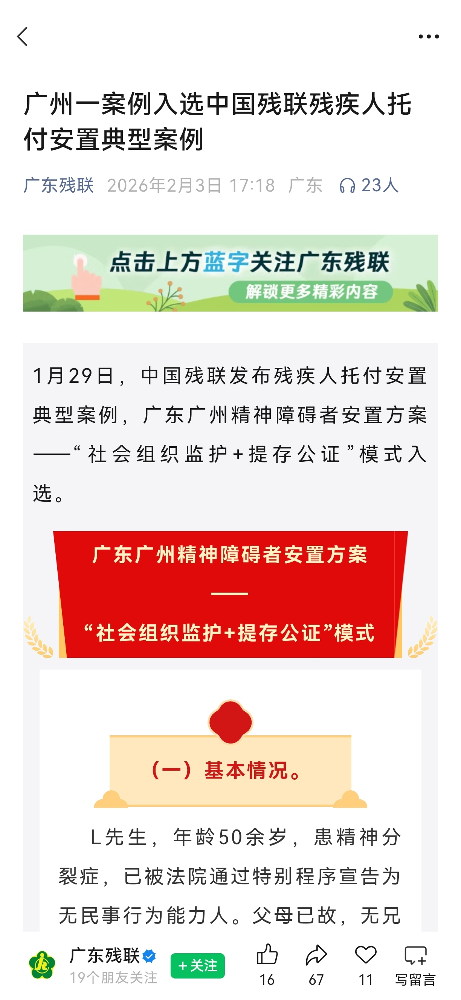 广州一案例入选中国残联残疾人托
付安置典型案例
广东残联 2026年2月3日 17:18 广东 23人
点击上方蓝字关注广东残联
解锁更多精彩内容
1月29日，中国残联发布残疾人托付安置
典型案例，广东广州精神障碍者安置方案
——“社会组织监护+提存公证”模式入
选。
广东广州精神障碍者安置方案
——
“社会组织监护+提存公证”模式
（一）基本情况。
L先生，年龄50余岁，患精神分
裂症，已被法院通过特别程序宣告为
无民事行为能力人。父母已故，无兄
广东残联
19个朋友关注
+关注
16 67 11 写留言